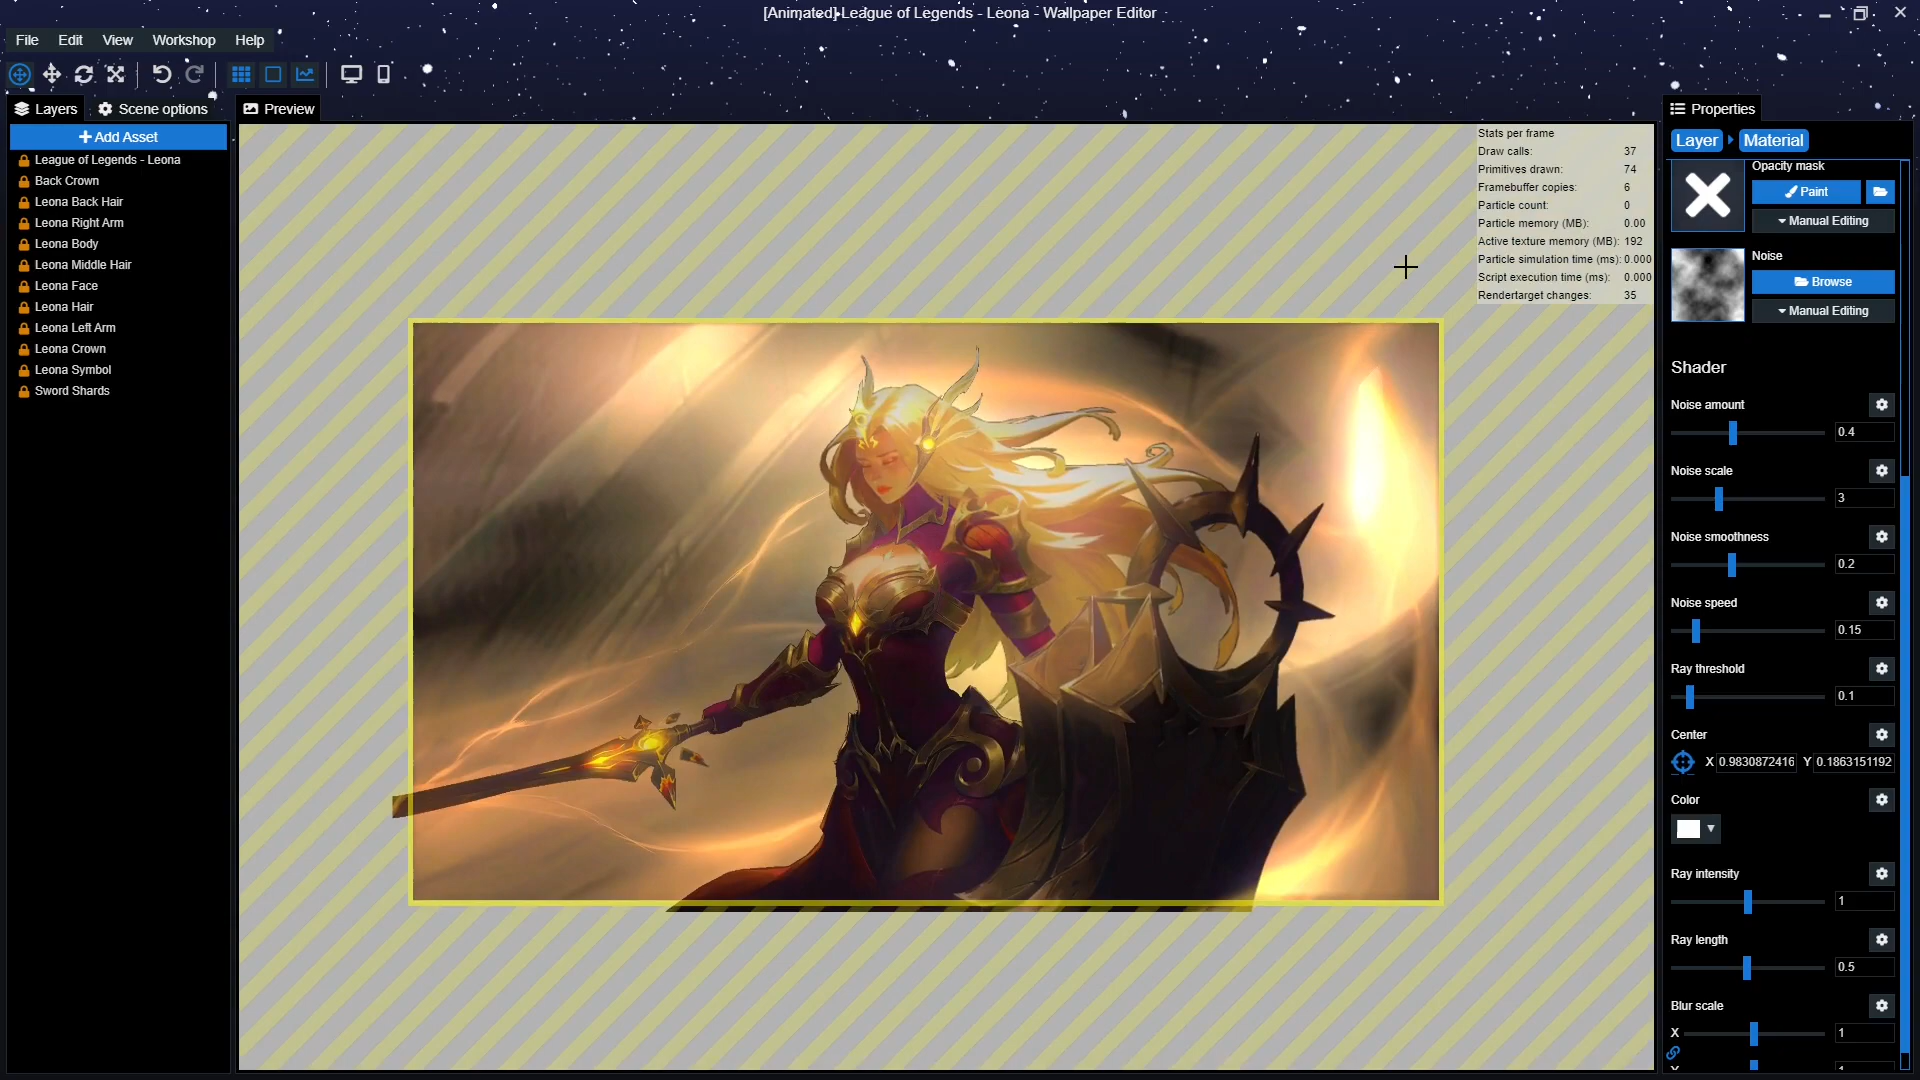 [Animated] League of Legends - Leona - Wallpaper Editor
File Edit View Workshop Help
Layers Scene options Preview Properties
Add Asset
League of Legends - Leona
Back Crown
Leona Back Hair
Leona Right Arm
Leona Body
Leona Middle Hair
Leona Face
Leona Hair
Leona Left Arm
Leona Crown
Leona Symbol
Sword Shards
Stats per frame
Draw calls: 37
Primitives drawn: 74
Framebuffer copies: 6
Particle count: 0
Particle memory (MB): 0.00
Active texture memory (MB): 192
Particle simulation time (ms): 0.000
Script execution time (ms): 0.000
Rendertarget changes: 35
Layer Material
Opacity mask
Paint
Manual Editing
Noise
Browse
Manual Editing
Shader
Noise amount
0.4
Noise scale
3
Noise smoothness
0.2
Noise speed
0.15
Ray threshold
0.1
Center
X 0.9830872416 Y 0.1863151192
Color
Ray intensity
1
Ray length
0.5
Blur scale
X 1